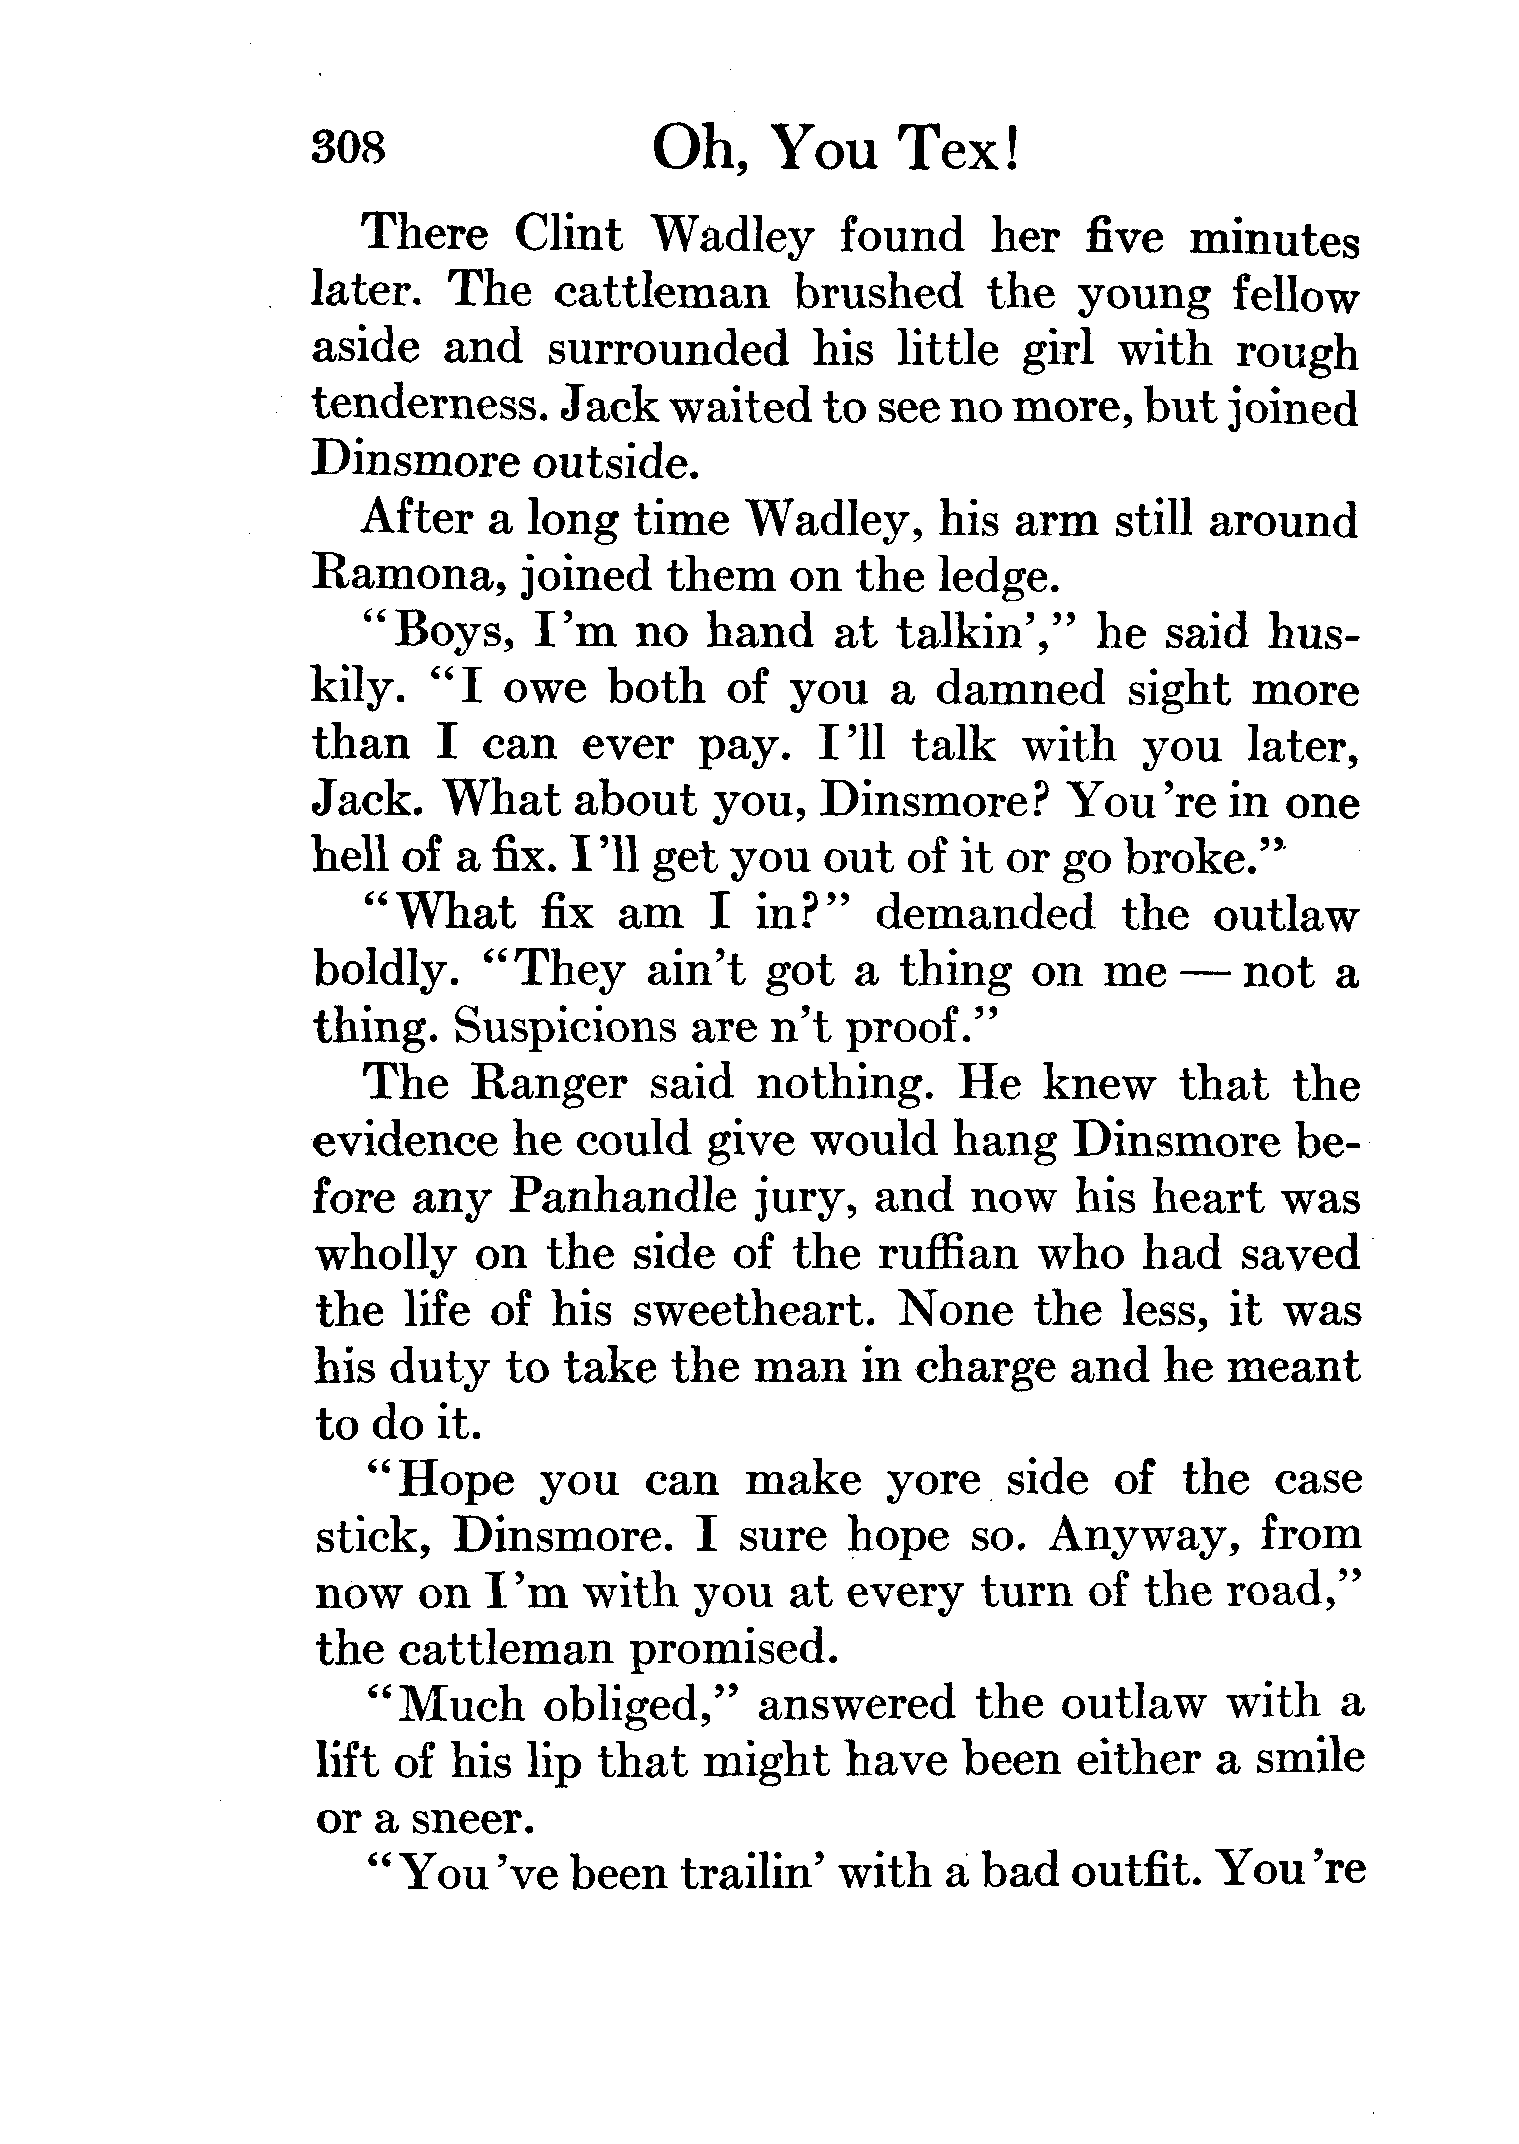 308 Oh, You Tex!
There Clint Wadley found her five minutes
later. The cattleman brushed the young fellow
aside and surrounded his little girl with rough
tenderness. Jack waited to see no more, but joined
Dinsmore outside.
After a long time Wadley, his arm still around
Ramona, joined them on the ledge.
“Boys, I'm no hand at talkin',” he said hus-
kily. “I owe both of you a damned sight more
than I can ever pay. I'll talk with you later,
Jack. What about you, Dinsmore? You're in one
hell of a fix. I'll get you out of it or go broke.”
“What fix am I in?” demanded the outlaw
boldly. “They ain't got a thing on me — not a
thing. Suspicions are n't proof.”
The Ranger said nothing. He knew that the
evidence he could give would hang Dinsmore be-
fore any Panhandle jury, and now his heart was
wholly on the side of the ruffian who had saved
the life of his sweetheart. None the less, it was
his duty to take the man in charge and he meant
to do it.
“Hope you can make yore side of the case
stick, Dinsmore. I sure hope so. Anyway, from
now on I'm with you at every turn of the road,”
the cattleman promised.
“Much obliged,” answered the outlaw with a
lift of his lip that might have been either a smile
or a sneer.
“You've been trailin' with a bad outfit. You're